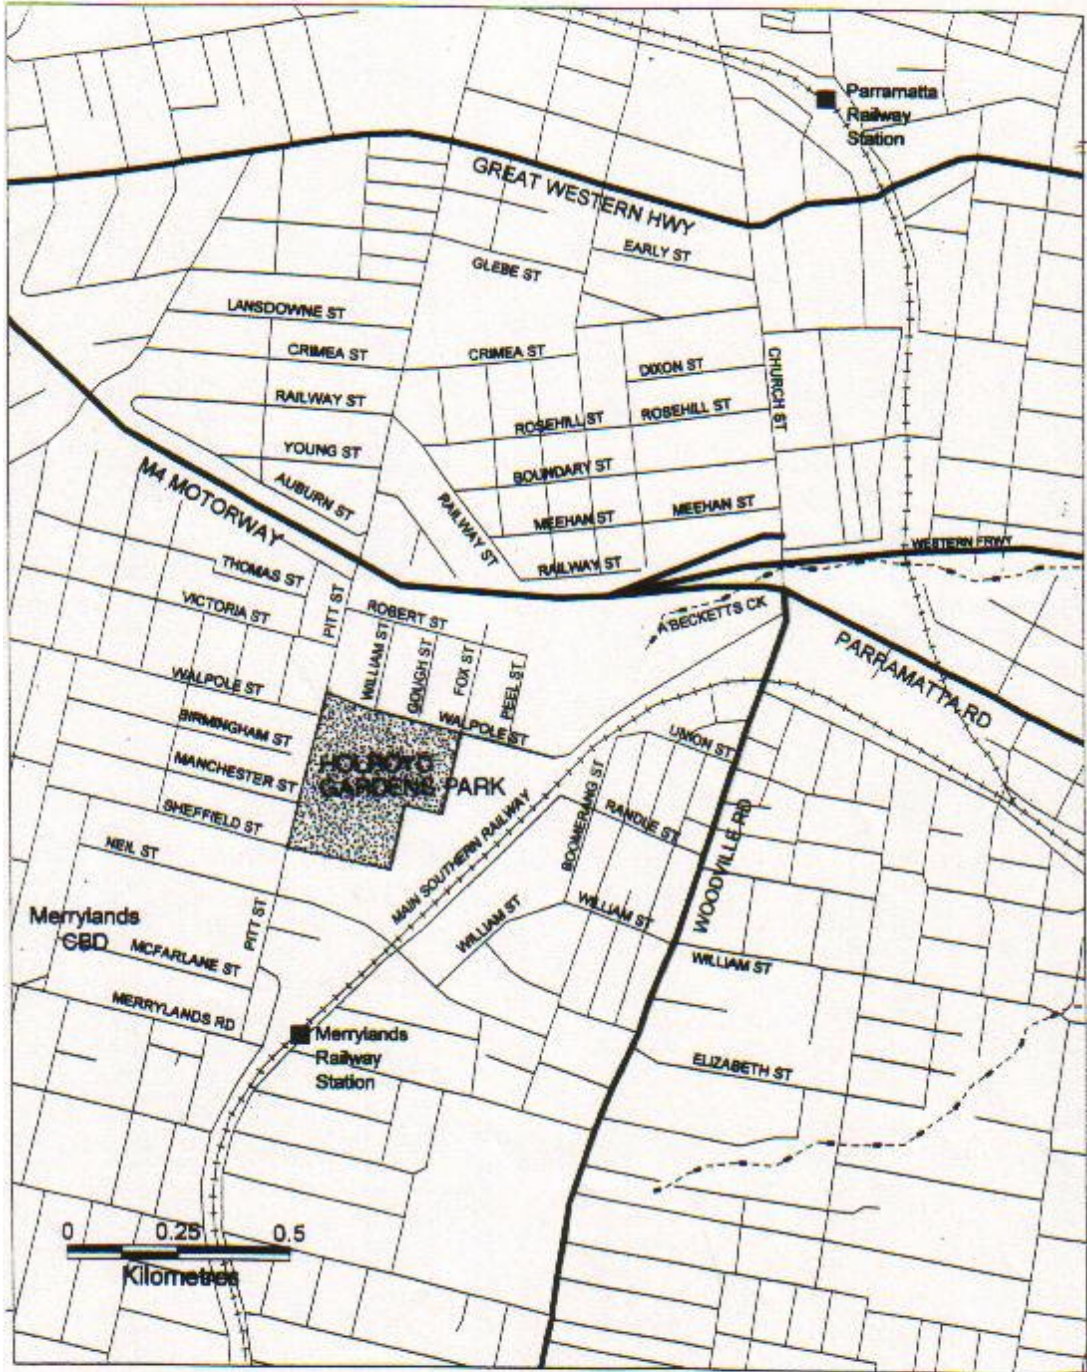 Parramatta
Railway
Station
GREAT WESTERN HWY
EARLY ST
GLEBE ST
LANSDOWNE ST
CRIMEA ST
CRIMEA ST
DIXON ST
CHURCH ST
RAILWAY ST
ROSEHILL ST
ROSEHILL ST
YOUNG ST
BOUNDARY ST
M4 MOTORWAY
AUBURN ST
RAILWAY ST
MEEHAN ST
MEEHAN ST
WESTERN FRWY
RAILWAY ST
THOMAS ST
VICTORIA ST
PITT ST
ROBERT ST
A'BECKETTS CK
WILLIAM ST
GOUGH ST
FOX ST
PEEL ST
PARRAMATTA RD
WALPOLE ST
WALPOLE ST
BIRMINGHAM ST
UNION ST
MANCHESTER ST
HOLROYD
GARDENS PARK
SHEFFIELD ST
BOOMERANG ST
RANDLE ST
WOODVILLE RD
NEIL ST
MAIN SOUTHERN RAILWAY
Merrylands
CBD
PITT ST
WILLIAM ST
WILLIAM ST
MCFARLANE ST
WILLIAM ST
MERRYLANDS RD
Merrylands
Railway
Station
ELIZABETH ST
0 0.25 0.5
Kilometres